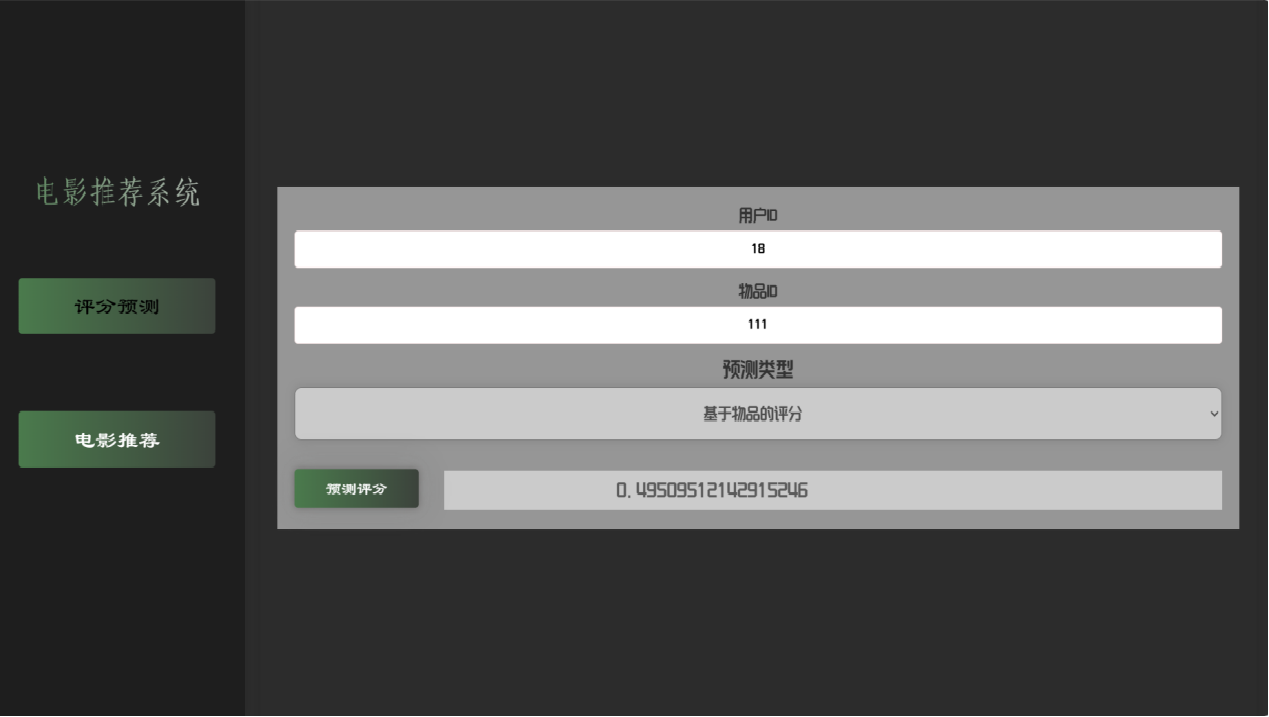 电影推荐系统
评分预测
电影推荐
用户ID
18
物品ID
111
预测类型
基于物品的评分
预测评分
0.49509512142915246